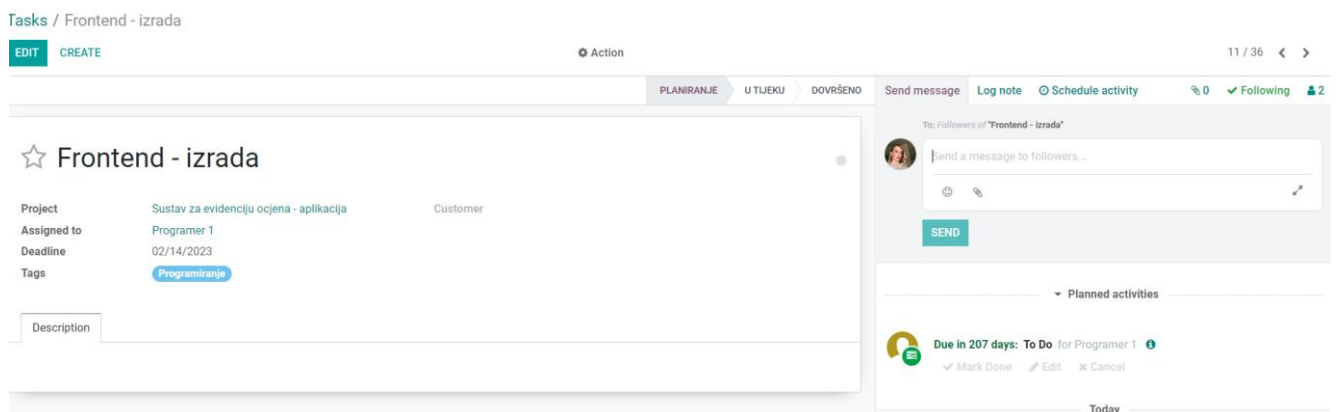 Tasks / Frontend - izrada
EDIT CREATE Action 11 / 36
PLANIRANJE U TIJEKU DOVRŠENO
Send message Log note Schedule activity 0 Following 2
To: Followers of "Frontend - izrada"
Send a message to followers...
SEND
Frontend - izrada
Project Sustav za evidenciju ocjena - aplikacija Customer
Assigned to Programer 1
Deadline 02/14/2023
Tags Programiranje
Description
Planned activities
Due in 207 days: To Do for Programer 1
Mark Done Edit Cancel
Today